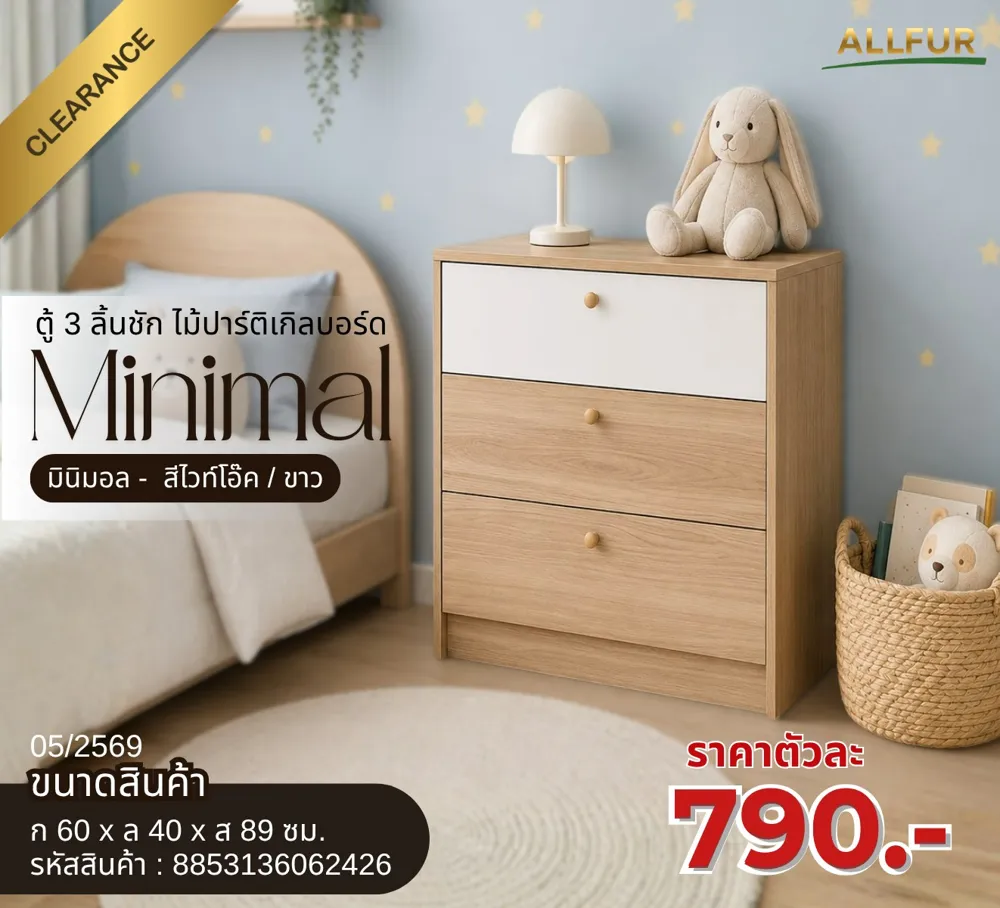 CLEARANCE
ALLFUR
ตู้ 3 ลิ้นชัก ไม้ปาร์ติเกิลบอร์ด
Minimal
มินิมอล - สีไวท์โอ๊ค / ขาว
05/2569
ขนาดสินค้า
ก 60 x ล 40 x ส 89 ซม.
รหัสสินค้า : 8853136062426
ราคาตัวละ
790.-